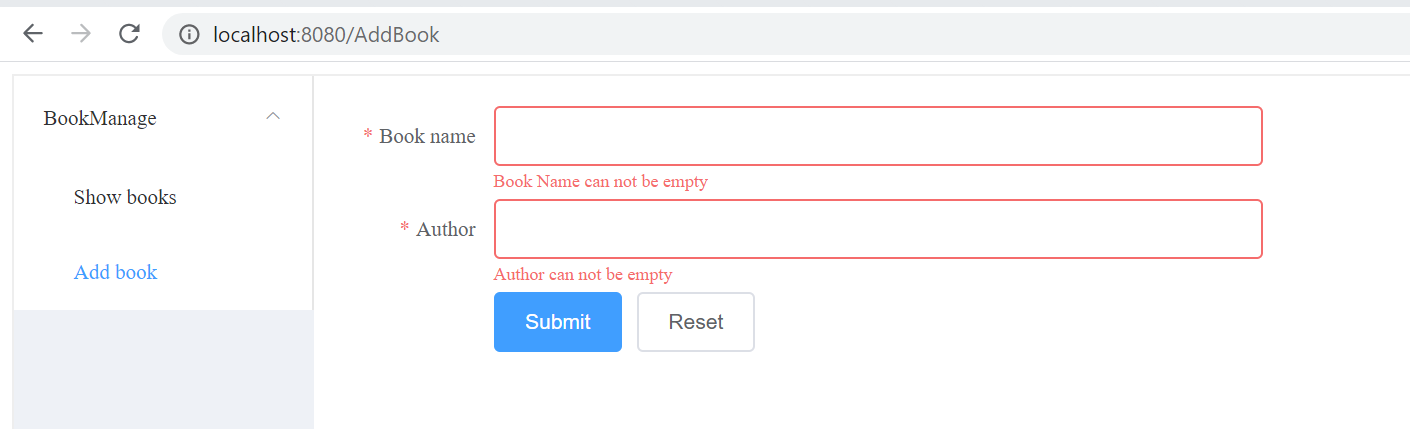 localhost:8080/AddBook
BookManage
Show books
Add book
* Book name
Book Name can not be empty
* Author
Author can not be empty
Submit Reset